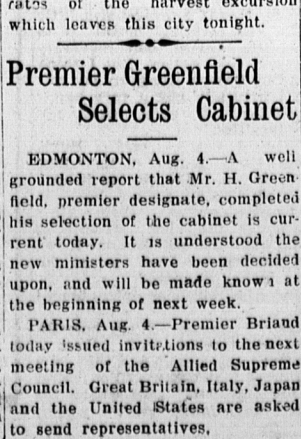 rates of the harvest excursion
which leaves this city tonight.
Premier Greenfield
Selects Cabinet
EDMONTON, Aug. 4.—A well
grounded report that Mr. H. Green-
field, premier designate, completed
his selection of the cabinet is cur-
rent today. It is understood the
new ministers have been decided
upon, and will be made know1 at
the beginning of next week.
PARIS, Aug. 4.—Premier Briand
today issued invitations to the next
meeting of the Allied Supreme
Council. Great Britain, Italy, Japan
and the United States are asked
to send representatives,